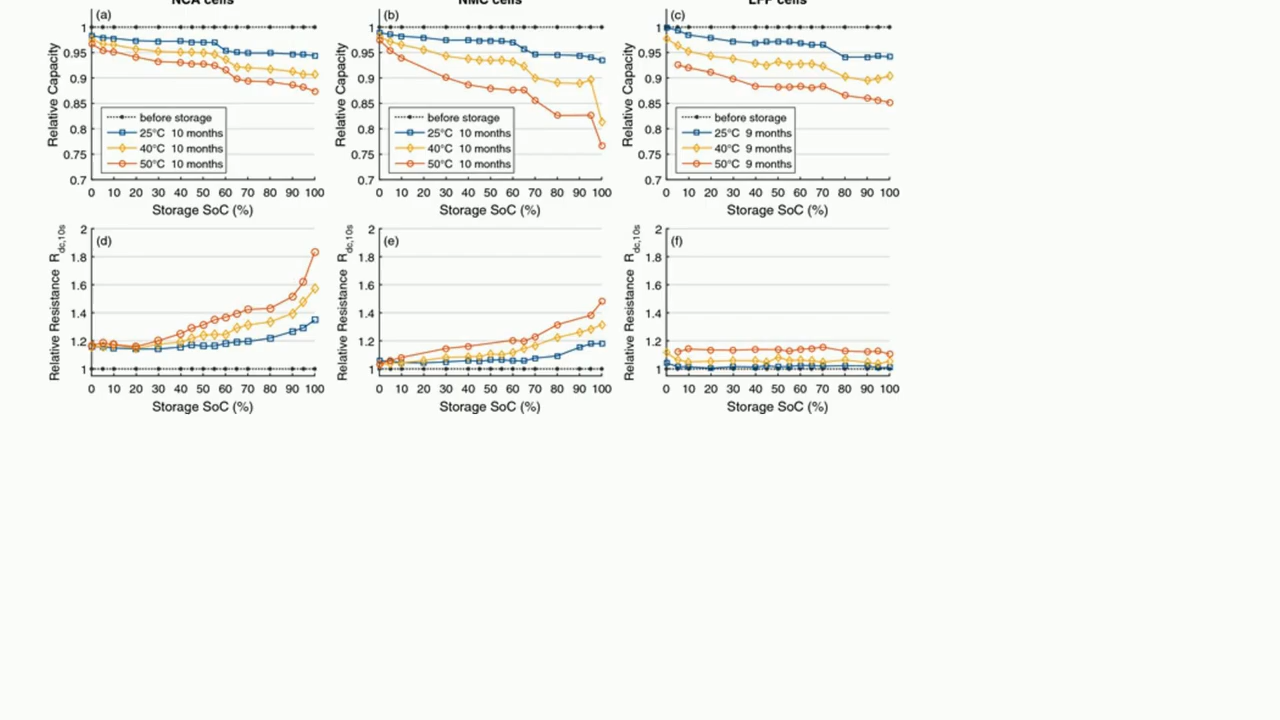 NCA cells
NMC cells
LFP cells
(a)
1
0.95
0.9
0.85
0.8
0.75
0.7
Relative Capacity
before storage
25°C 10 months
40°C 10 months
50°C 10 months
0 10 20 30 40 50 60 70 80 90 100
Storage SoC (%)
(b)
1
0.95
0.9
0.85
0.8
0.75
0.7
Relative Capacity
before storage
25°C 10 months
40°C 10 months
50°C 10 months
0 10 20 30 40 50 60 70 80 90 100
Storage SoC (%)
(c)
1
0.95
0.9
0.85
0.8
0.75
0.7
Relative Capacity
before storage
25°C 9 months
40°C 9 months
50°C 9 months
0 10 20 30 40 50 60 70 80 90 100
Storage SoC (%)
(d)
2
1.8
1.6
1.4
1.2
1
Relative Resistance R dc,10s
0 10 20 30 40 50 60 70 80 90 100
Storage SoC (%)
(e)
2
1.8
1.6
1.4
1.2
1
Relative Resistance R dc,10s
0 10 20 30 40 50 60 70 80 90 100
Storage SoC (%)
(f)
2
1.8
1.6
1.4
1.2
1
Relative Resistance R dc,10s
0 10 20 30 40 50 60 70 80 90 100
Storage SoC (%)